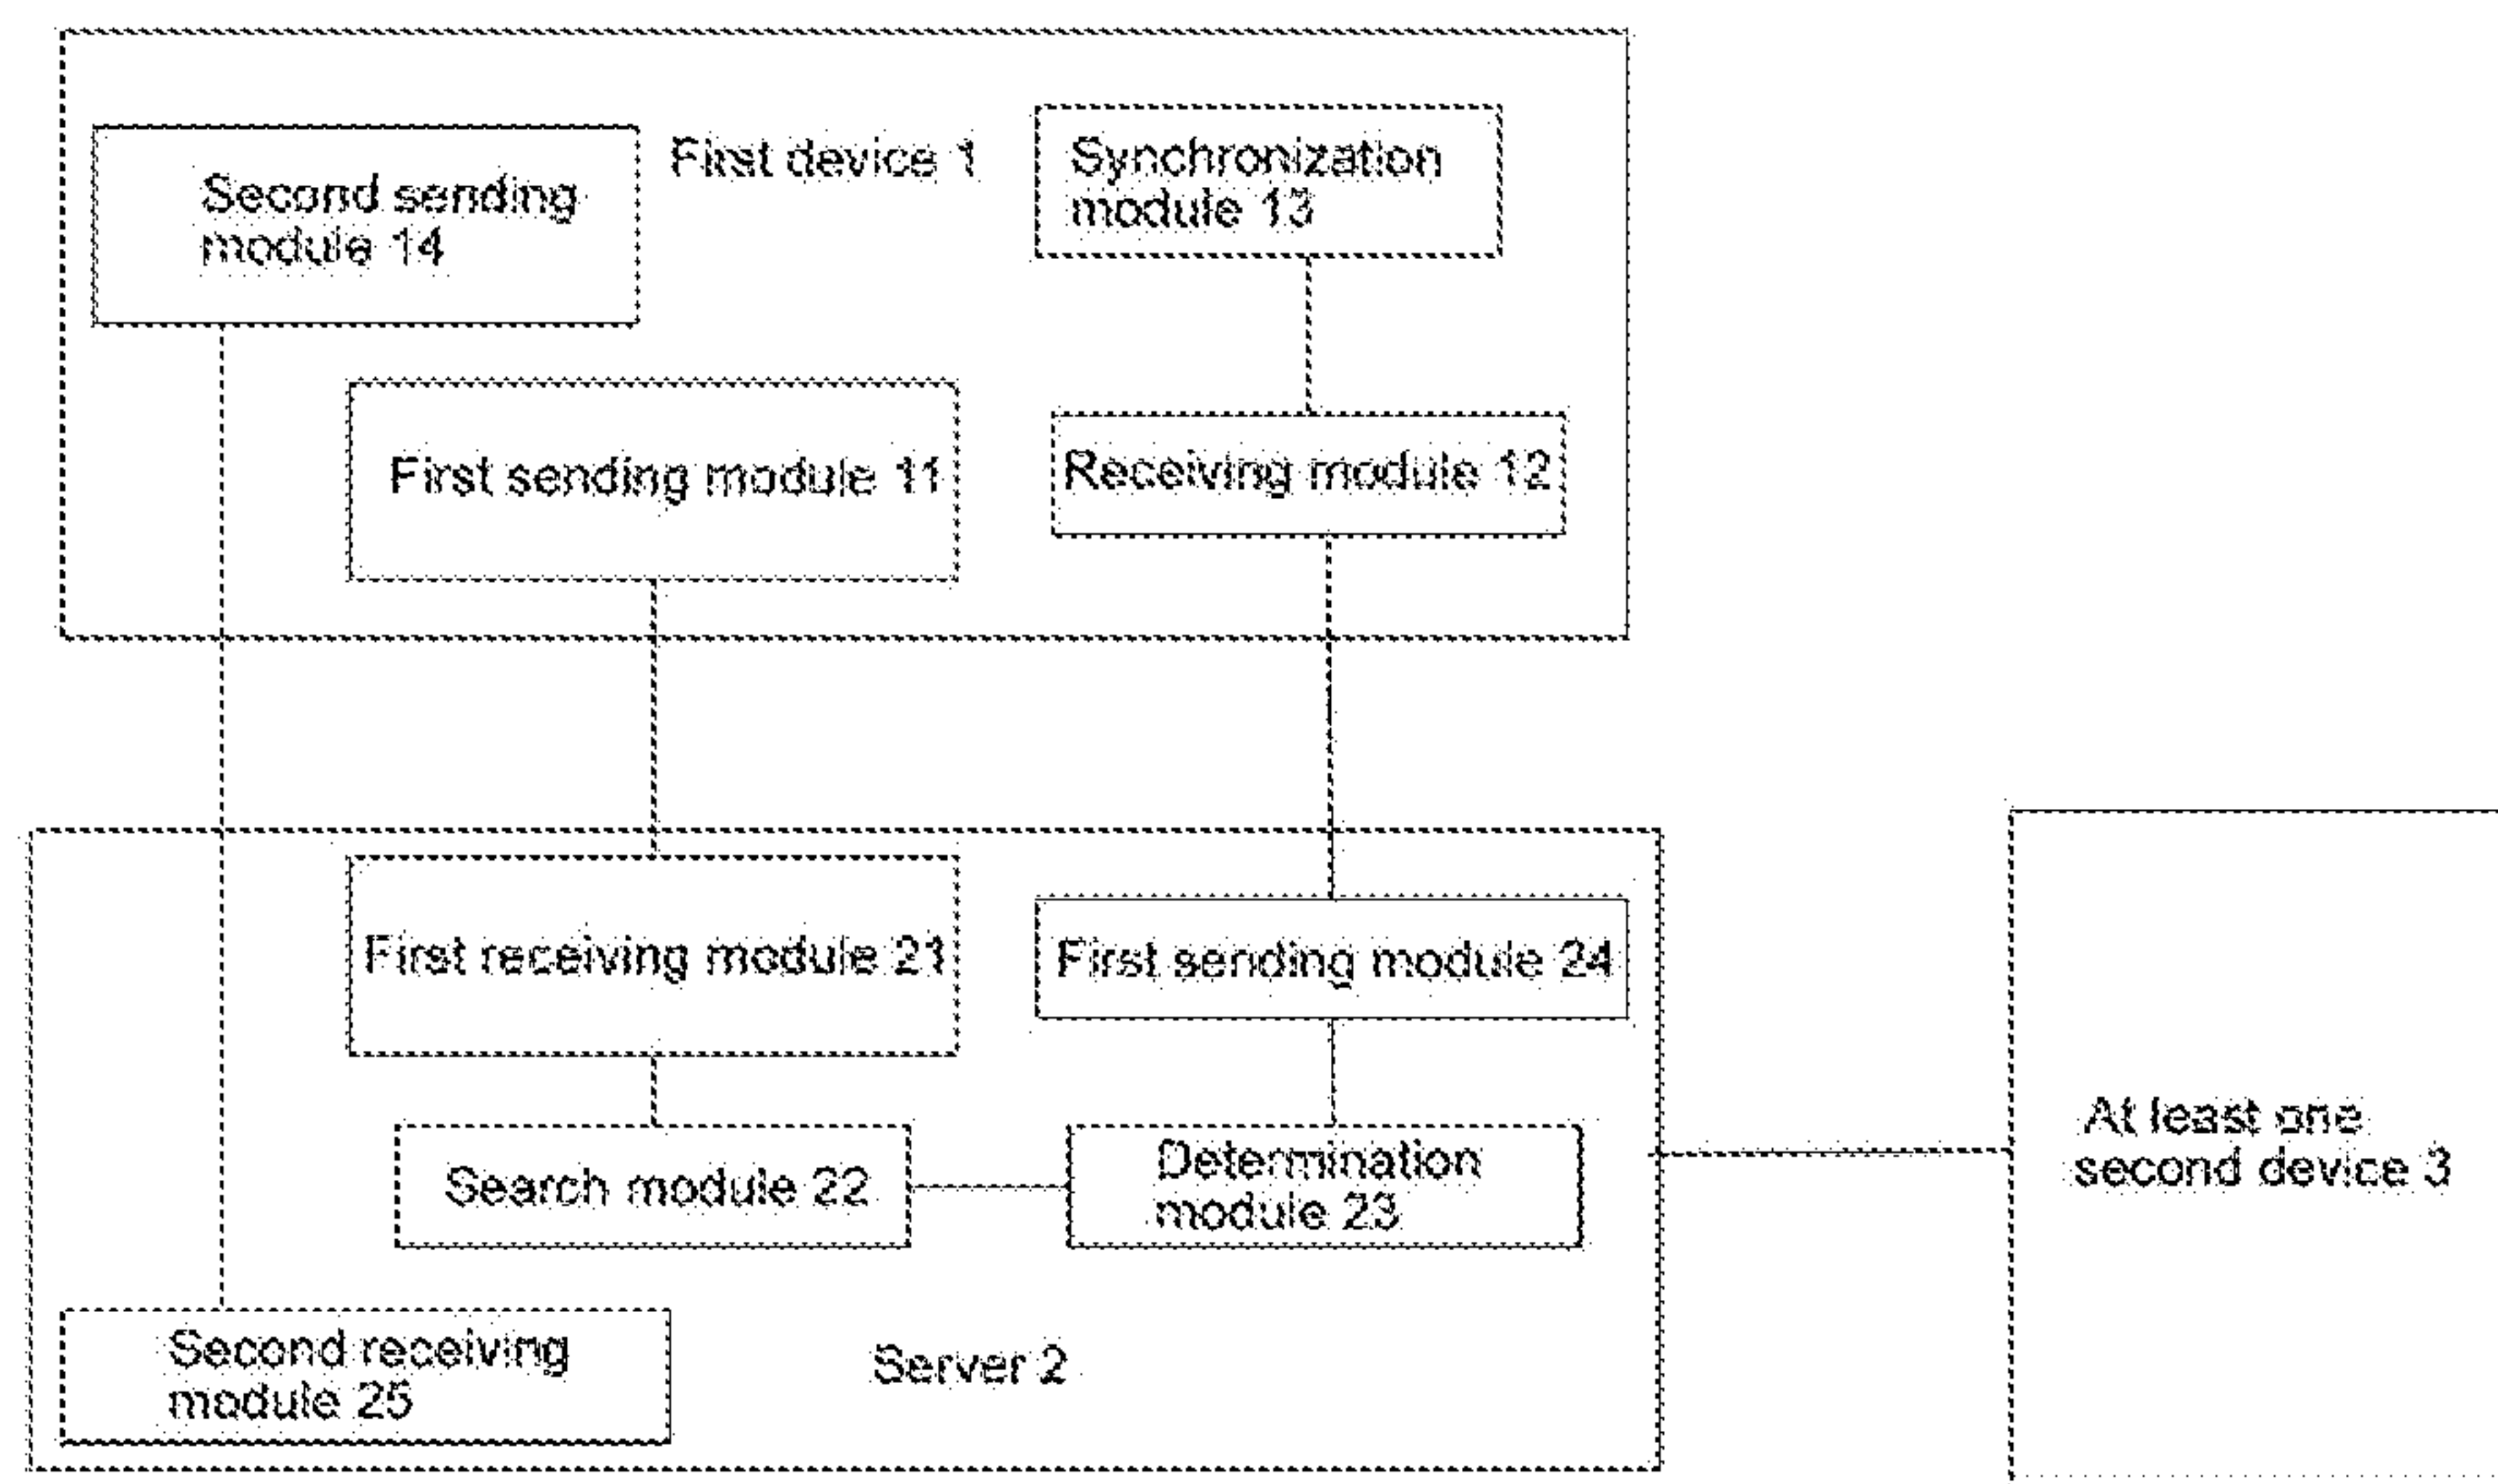 First device 1
Second sending
module 14
Synchronization
module 13
First sending module 11
Receiving module 12
First receiving module 21
First sending module 24
Search module 22
Determination
module 23
Second receiving
module 25
Server 2
At least one
second device 3